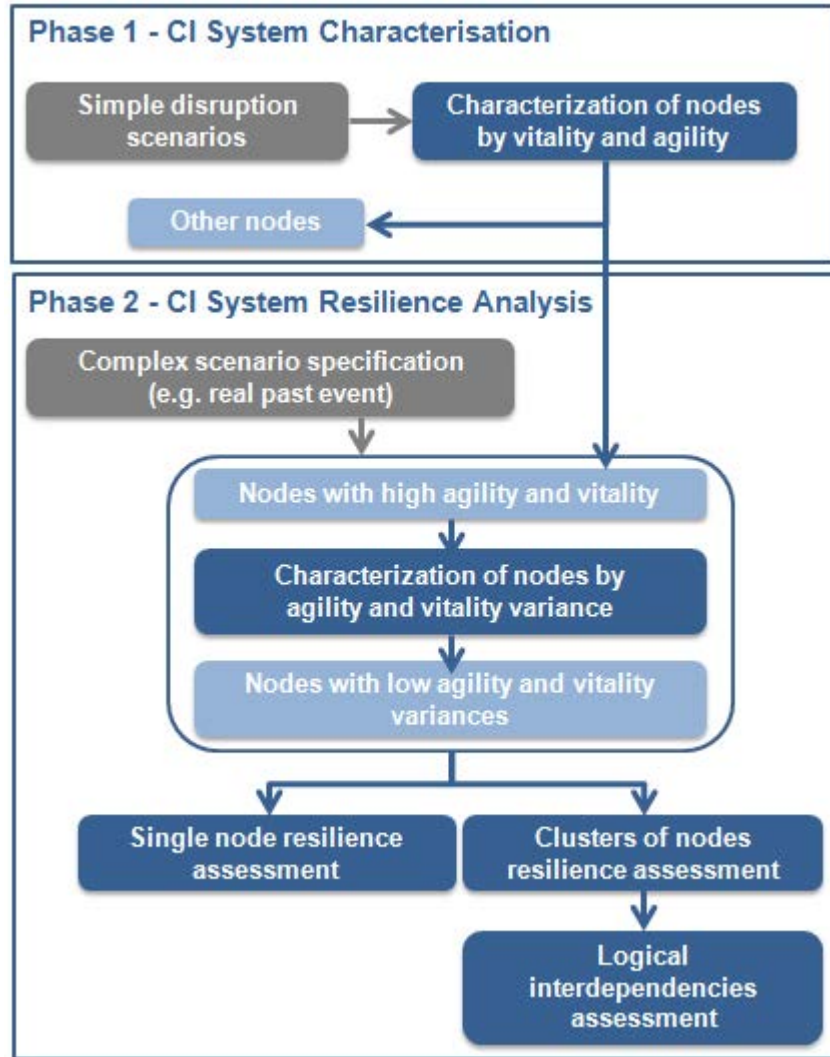 Phase 1 - CI System Characterisation
Simple disruption
scenarios
Characterization of nodes
by vitality and agility
Other nodes
Phase 2 - CI System Resilience Analysis
Complex scenario specification
(e.g. real past event)
Nodes with high agility and vitality
Characterization of nodes by
agility and vitality variance
Nodes with low agility and vitality
variances
Single node resilience
assessment
Clusters of nodes
resilience assessment
Logical
interdependencies
assessment